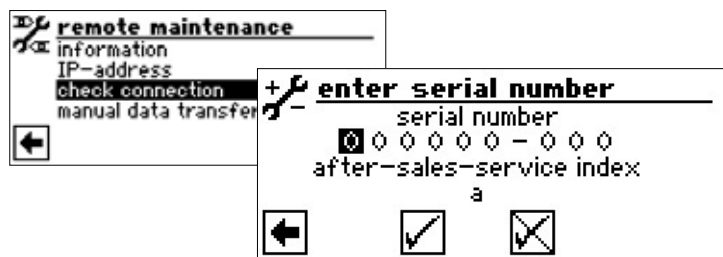 remote maintenance
information
IP-address
check connection
manual data transfer
enter serial number
serial number
0 0 0 0 0 0 - 0 0 0
after-sales-service index
a